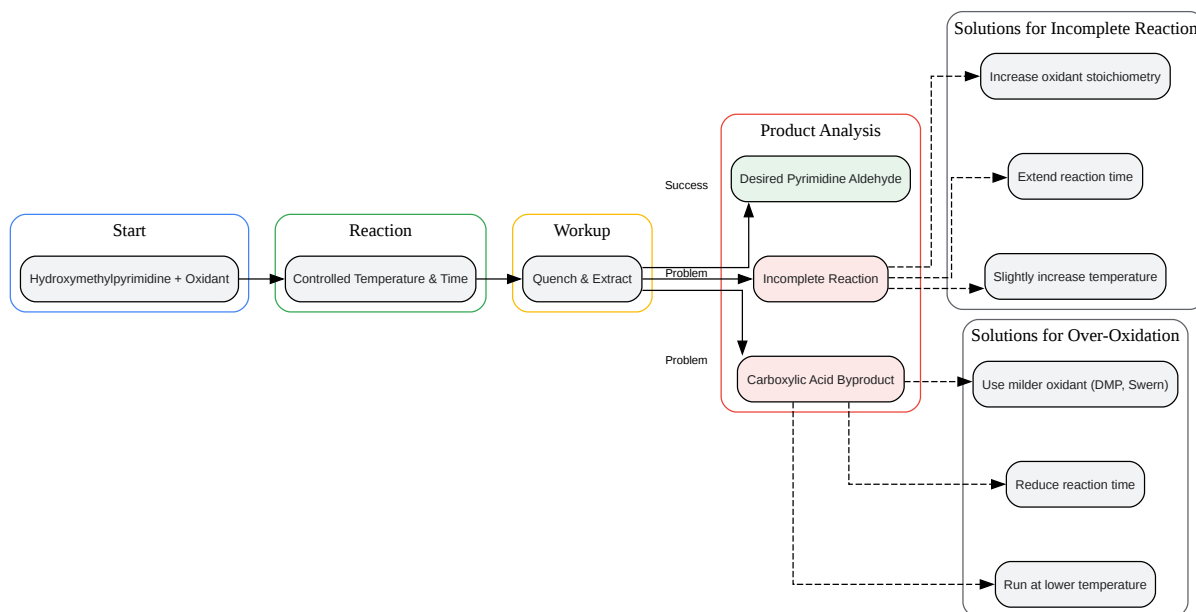 Start
Hydroxymethylpyrimidine + Oxidant
Reaction
Controlled Temperature & Time
Workup
Quench & Extract
Success
Problem
Problem
Product Analysis
Desired Pyrimidine Aldehyde
Incomplete Reaction
Carboxylic Acid Byproduct
Solutions for Incomplete Reaction
Increase oxidant stoichiometry
Extend reaction time
Slightly increase temperature
Solutions for Over-Oxidation
Use milder oxidant (DMP, Swern)
Reduce reaction time
Run at lower temperature